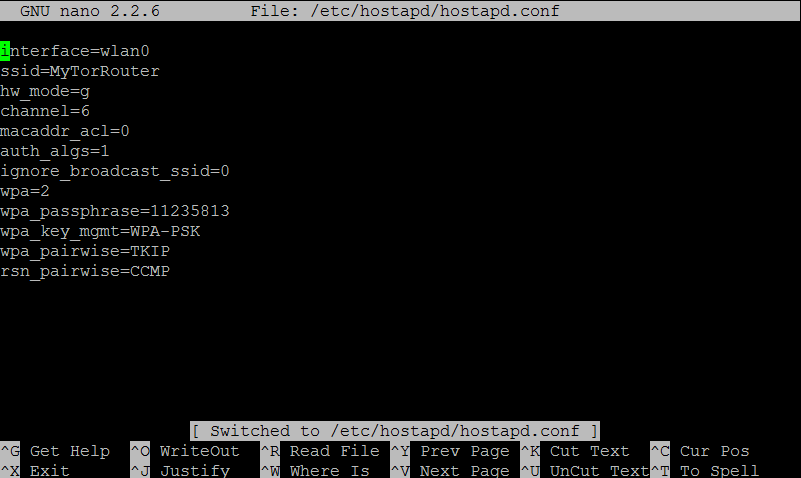 GNU nano 2.2.6 File: /etc/hostapd/hostapd.conf
interface=wlan0
ssid=MyTorRouter
hw_mode=g
channel=6
macaddr_acl=0
auth_algs=1
ignore_broadcast_ssid=0
wpa=2
wpa_passphrase=11235813
wpa_key_mgmt=WPA-PSK
wpa_pairwise=TKIP
rsn_pairwise=CCMP
[ Switched to /etc/hostapd/hostapd.conf ]
^G Get Help ^O WriteOut ^R Read File ^Y Prev Page ^K Cut Text ^C Cur Pos
^X Exit ^J Justify ^W Where Is ^V Next Page ^U UnCut Text^T To Spell